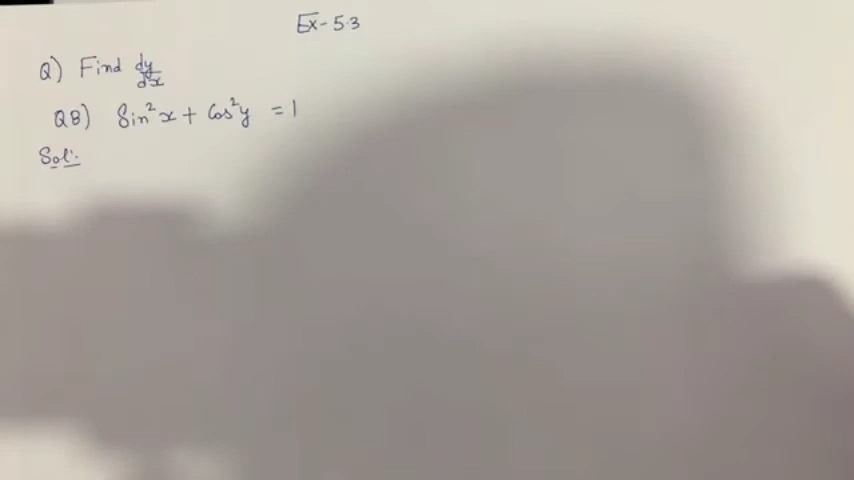 Ex-5.3
Q) Find dy/dx
Q8) Sin²x + Cos²y = 1
Sol: